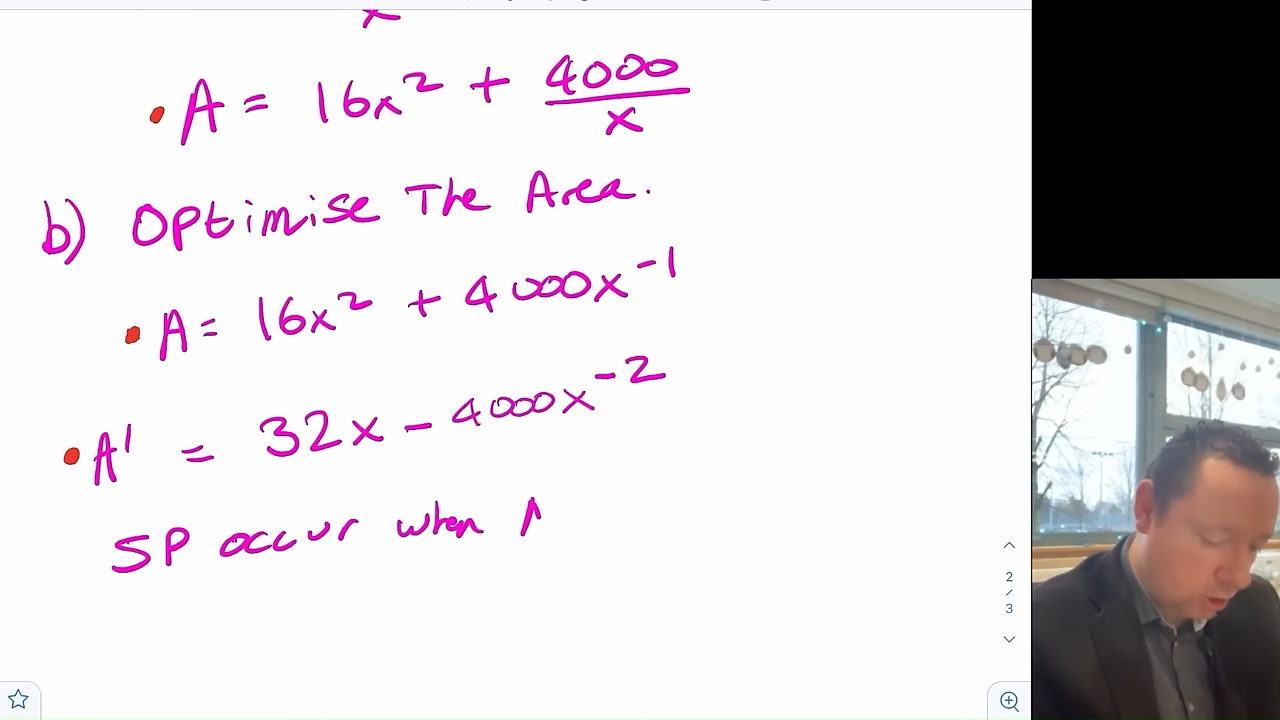 x
• A = 16x² + 4000/x
b) Optimise The Area.
• A = 16x² + 4000x⁻¹
• A' = 32x - 4000x⁻²
SP occur when
2
/
3